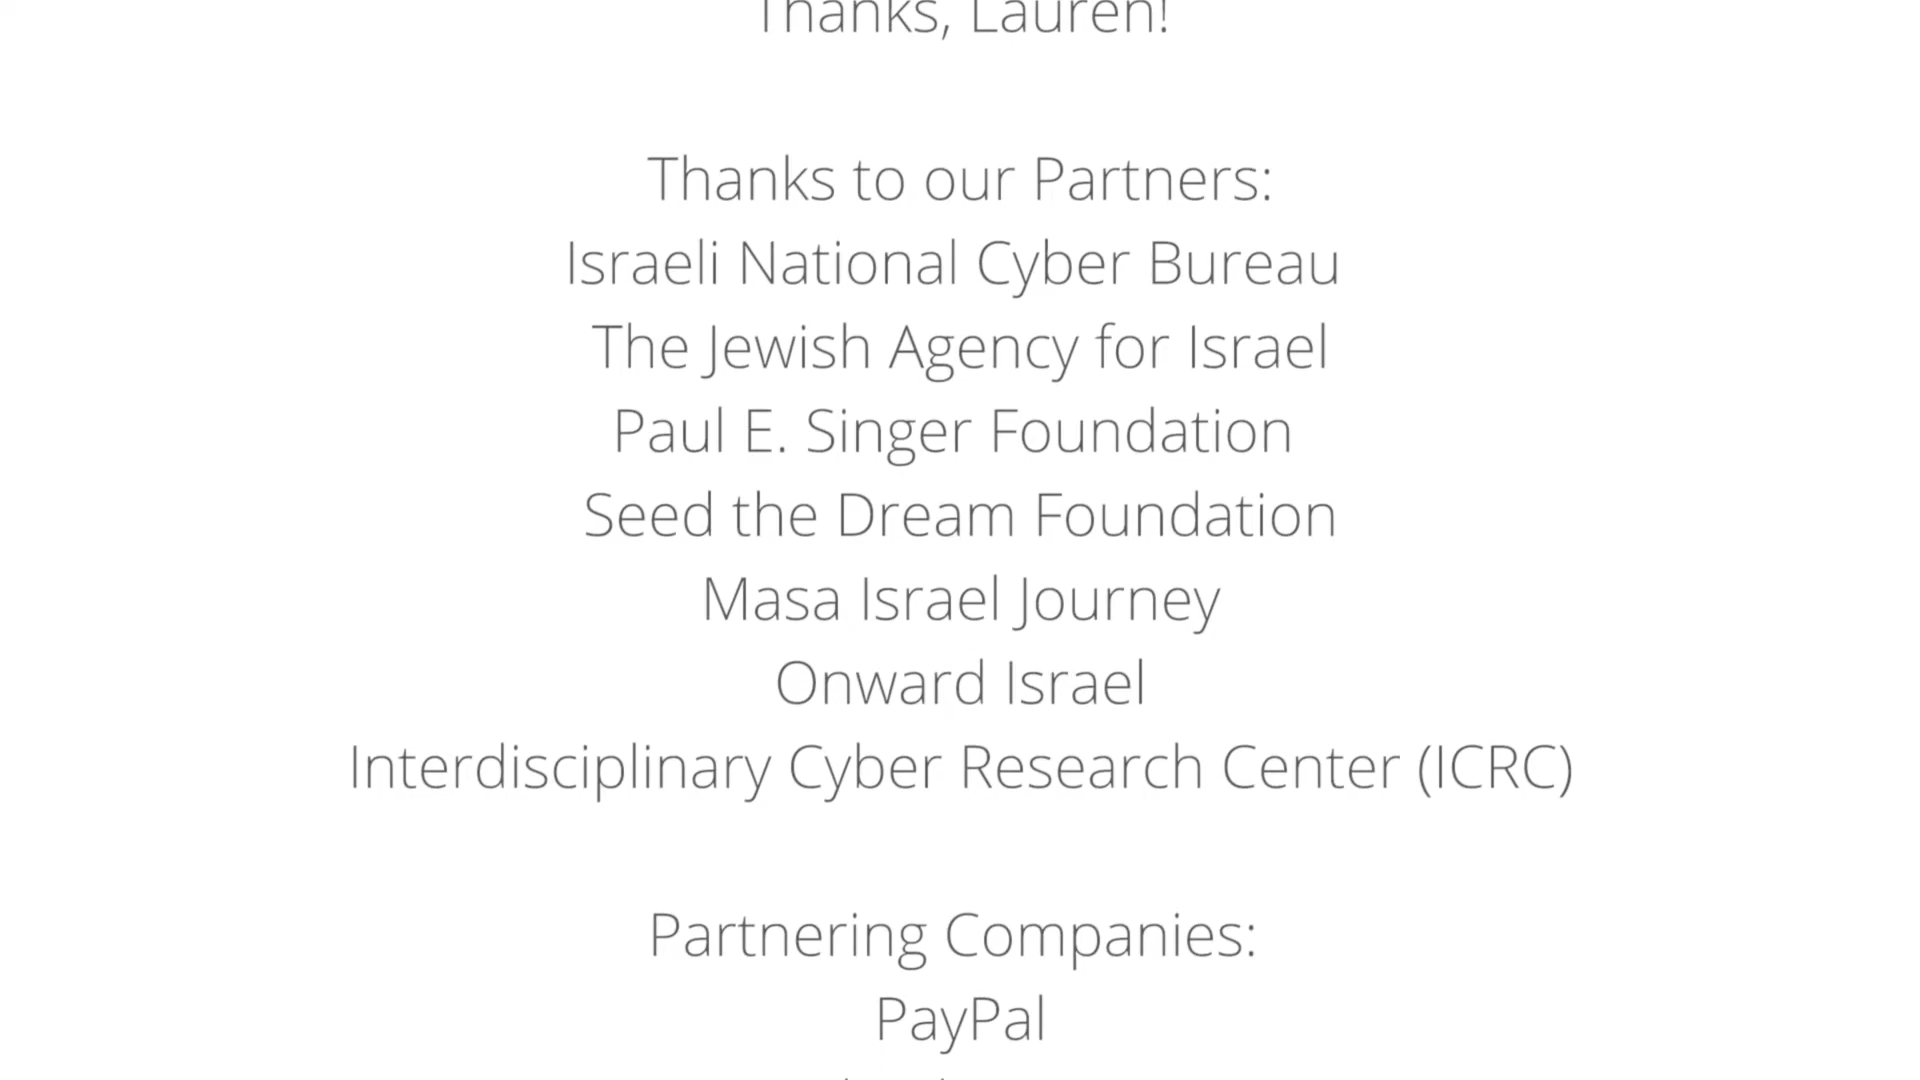 Thanks, Lauren!
Thanks to our Partners:
Israeli National Cyber Bureau
The Jewish Agency for Israel
Paul E. Singer Foundation
Seed the Dream Foundation
Masa Israel Journey
Onward Israel
Interdisciplinary Cyber Research Center (ICRC)
Partnering Companies:
PayPal